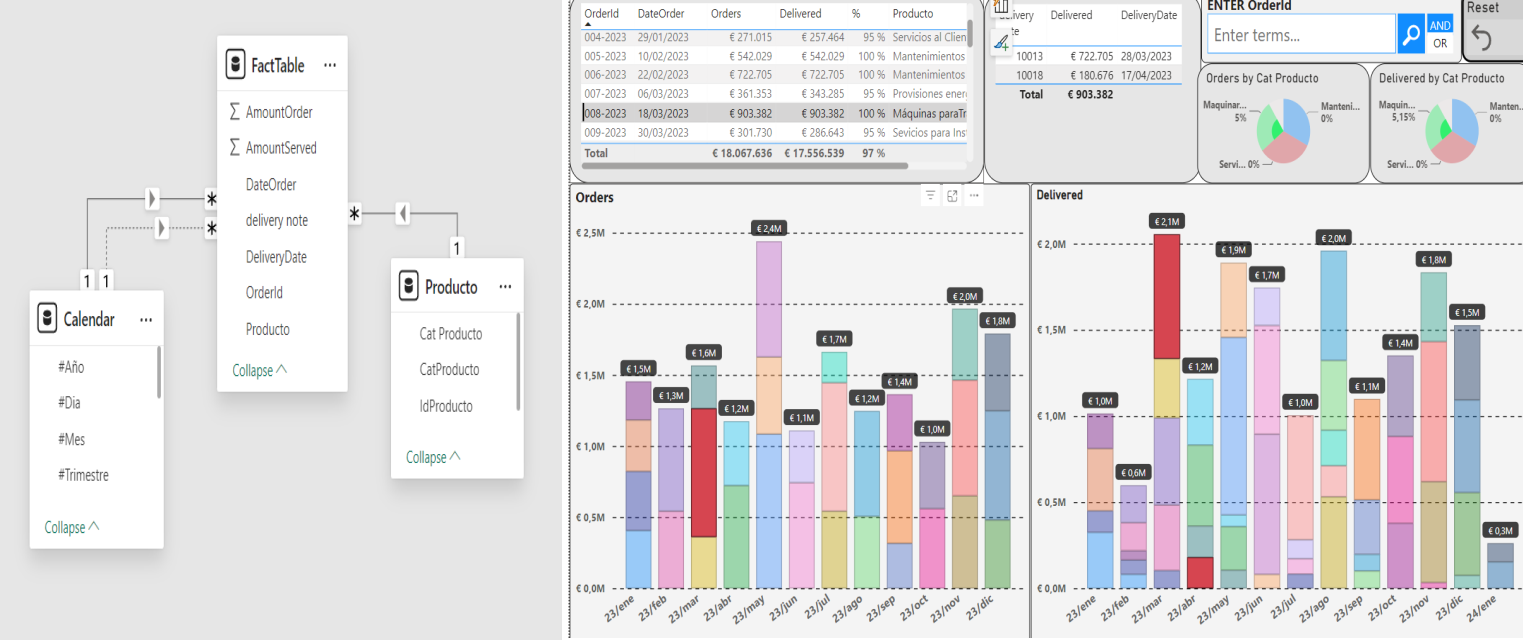 FactTable ...
AmountOrder
AmountServed
DateOrder
delivery note
DeliveryDate
OrderId
Producto
Collapse
1
1 1
Calendar ...
#Año
#Dia
#Mes
#Trimestre
Collapse
Producto ...
Cat Producto
CatProducto
IdProducto
Collapse
OrderId DateOrder Orders Delivered % Producto
004-2023 29/01/2023 € 271.015 € 257.464 95 % Servicios al Clien
005-2023 10/02/2023 € 542.029 € 542.029 100 % Mantenimientos
006-2023 22/02/2023 € 722.705 € 722.705 100 % Mantenimientos
007-2023 06/03/2023 € 361.353 € 343.285 95 % Provisiones energ
008-2023 18/03/2023 € 903.382 € 903.382 100 % Máquinas paraTr
009-2023 30/03/2023 € 301.730 € 286.643 95 % Sevicios para Ins
Total € 18.067.636 € 17.556.539 97 %
livery Delivered DeliveryDate
te
10013 € 722.705 28/03/2023
10018 € 180.676 17/04/2023
Total € 903.382
ENTER OrderId
Enter terms...
AND
OR
Reset
Orders by Cat Producto
Maquinar...
5%
Manteni...
0%
Servi... 0%
Delivered by Cat Producto
Maquin...
5,15%
Manten...
0%
Servi... 0%
Orders
€ 2,5M
€ 2,0M
€ 1,5M
€ 1,0M
€ 0,5M
€ 0,0M
€ 1,5M
€ 1,3M
€ 1,6M
€ 1,2M
€ 2,4M
€ 1,1M
€ 1,7M
€ 1,2M
€ 1,4M
€ 1,0M
€ 2,0M
€ 1,8M
23/ene 23/feb 23/mar 23/abr 23/may 23/jun 23/jul 23/ago 23/sep 23/oct 23/nov 23/dic
Delivered
€ 2,0M
€ 1,5M
€ 1,0M
€ 0,5M
€ 0,0M
€ 1,0M
€ 0,6M
€ 2,1M
€ 1,2M
€ 1,9M
€ 1,7M
€ 1,0M
€ 2,0M
€ 1,1M
€ 1,4M
€ 1,8M
€ 1,5M
€ 0,3M
23/ene 23/feb 23/mar 23/abr 23/may 23/jun 23/jul 23/ago 23/sep 23/oct 23/nov 23/dic 24/ene